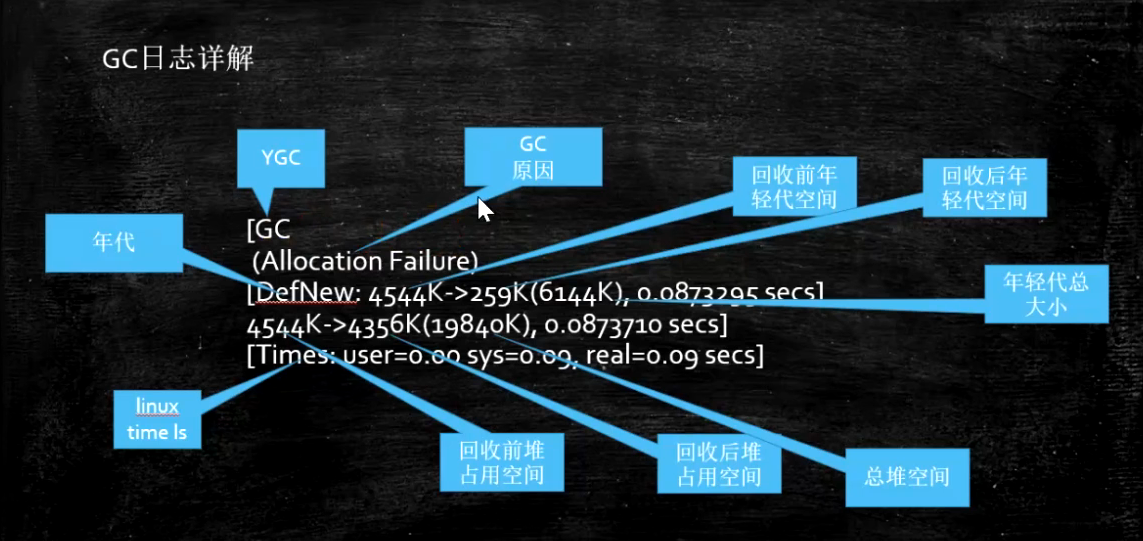 GC日志详解
YGC
GC
原因
回收前年
轻代空间
回收后年
轻代空间
年代
[GC
(Allocation Failure)
[DefNew: 4544K->259K(6144K), 0.0873295 secs]
4544K->4356K(19840K), 0.0873710 secs]
[Times: user=0.00 sys=0.09, real=0.09 secs]
年轻代总
大小
linux
time ls
回收前堆
占用空间
回收后堆
占用空间
总堆空间